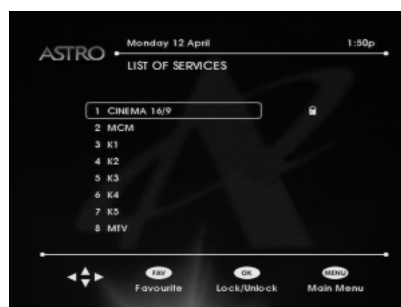 ASTRO
Monday 12 April 1:50p
LIST OF SERVICES
1 CINEMA 16/9
2 MCM
3 K1
4 K2
5 K3
6 K4
7 K5
8 MTV
FAV OK MENU
Favourite Lock/Unlock Main Menu